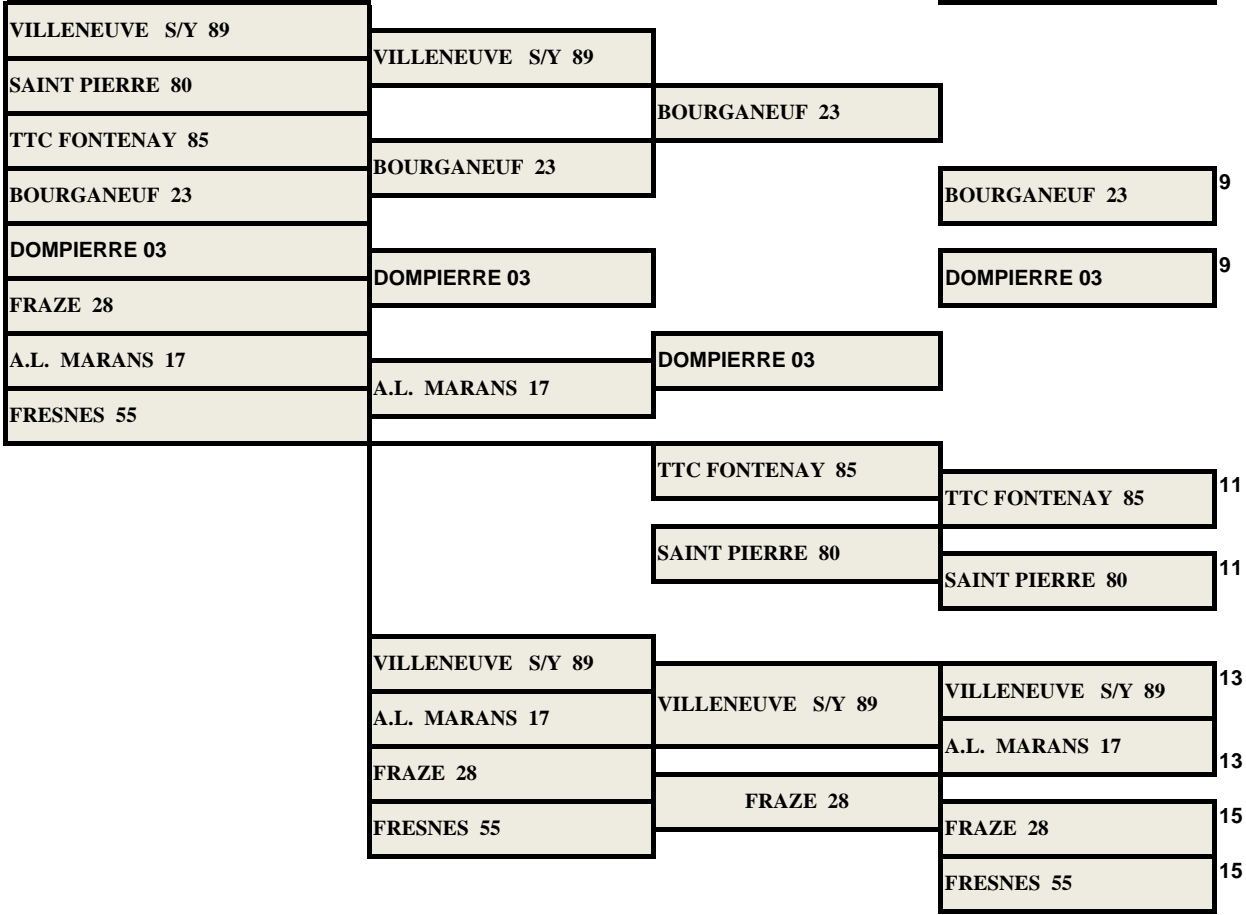 VILLENEUVE S/Y 89
SAINT PIERRE 80
TTC FONTENAY 85
BOURGANEUF 23
DOMPIERRE 03
FRAZE 28
A.L. MARANS 17
FRESNES 55
VILLENEUVE S/Y 89
BOURGANEUF 23
DOMPIERRE 03
A.L. MARANS 17
BOURGANEUF 23
DOMPIERRE 03
BOURGANEUF 23 9
DOMPIERRE 03 9
TTC FONTENAY 85
SAINT PIERRE 80
TTC FONTENAY 85 11
SAINT PIERRE 80 11
VILLENEUVE S/Y 89
A.L. MARANS 17
FRAZE 28
FRESNES 55
VILLENEUVE S/Y 89
FRAZE 28
VILLENEUVE S/Y 89 13
A.L. MARANS 17 13
FRAZE 28 15
FRESNES 55 15